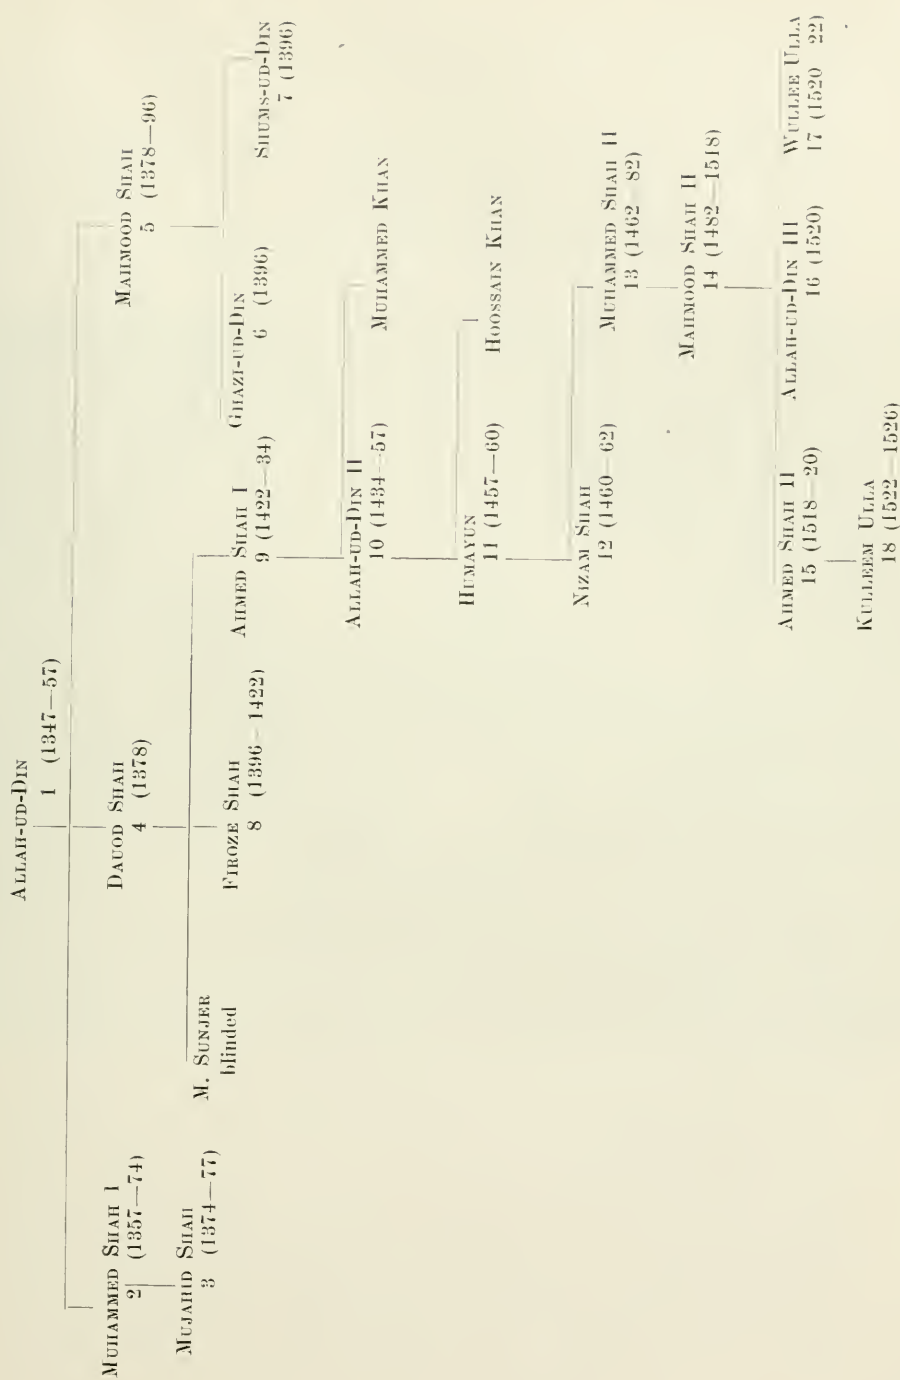 ALLAH-UD-DIN
1 (1347—57)
MUHAMMED SHAH I
2 (1357—74)
DAUOD SHAH
4 (1378)
MAHMOOD SHAH
5 (1378—96)
MUJAHID SHAH
3 (1374—77)
M. SUNJER
blinded
FIROZE SHAH
8 (1396—1422)
AHMED SHAH I
9 (1422—34)
GHAZI-UD-DIN
6 (1396)
SHUMS-UD-DIN
7 (1396)
ALLAH-UD-DIN II
10 (1434—57)
MUHAMMED KHAN
HUMAYUN
11 (1457—60)
HOOSSAIN KHAN
NIZAM SHAH
12 (1460—62)
MUHAMMED SHAH II
13 (1462—82)
MAHMOOD SHAH II
14 (1482—1518)
AHMED SHAH II
15 (1518—20)
ALLAH-UD-DIN III
16 (1520)
WULLEE ULLA
17 (1520 22)
KULLEEM ULLA
18 (1522—1526)